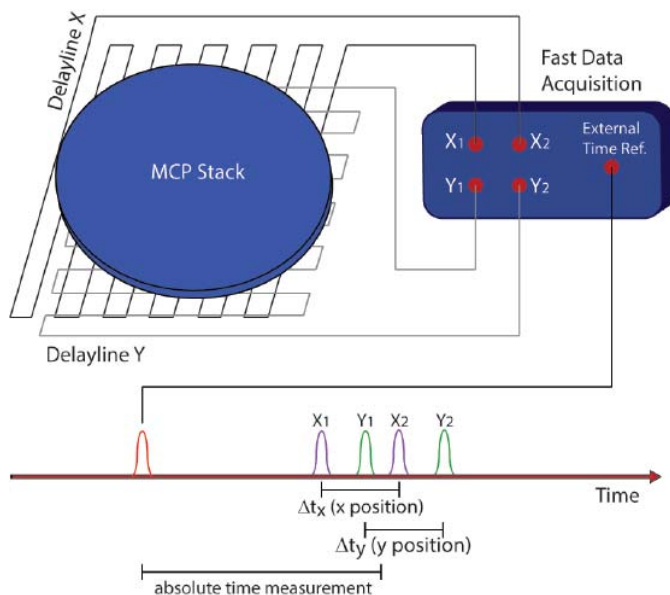 Delayline X
Fast Data
Acquisition
MCP Stack
X1
X2
External
Time Ref.
Y1
Y2
Delayline Y
X1
Y1
X2
Y2
Time
Δtx (x position)
Δty (y position)
absolute time measurement